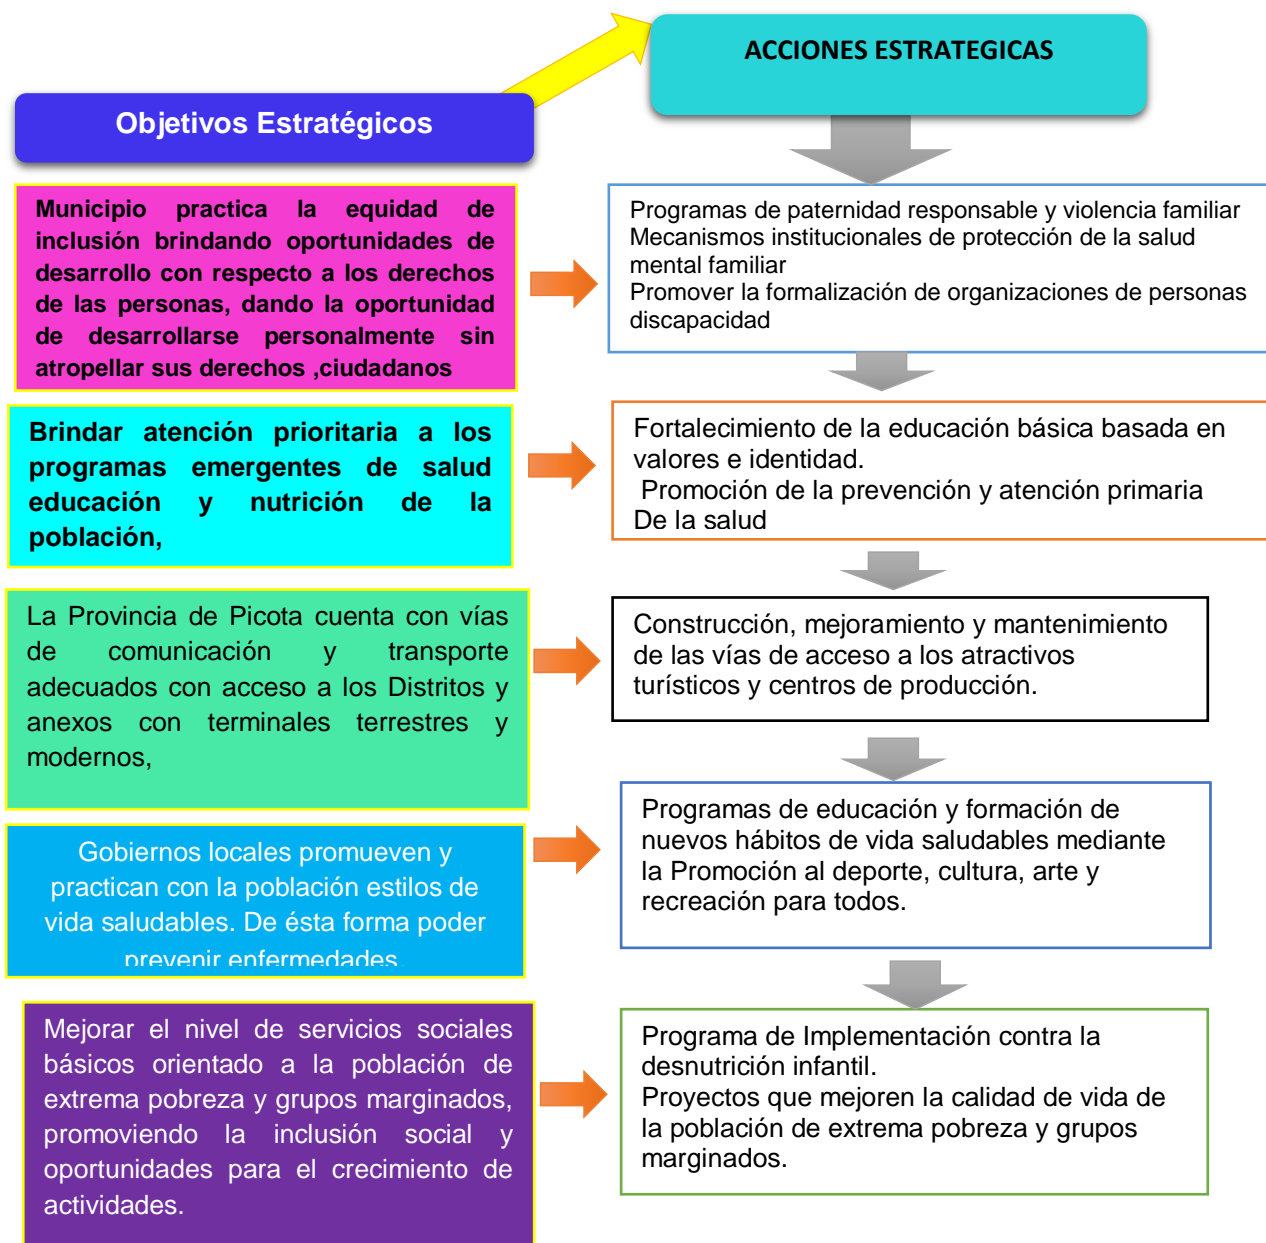 ACCIONES ESTRATEGICAS
Objetivos Estratégicos
Municipio practica la equidad de
inclusión brindando oportunidades de
desarrollo con respecto a los derechos
de las personas, dando la oportunidad
de desarrollarse personalmente sin
atropellar sus derechos ,ciudadanos
Programas de paternidad responsable y violencia familiar
Mecanismos institucionales de protección de la salud
mental familiar
Promover la formalización de organizaciones de personas
discapacidad
Brindar atención prioritaria a los
programas emergentes de salud
educación y nutrición de la
población,
Fortalecimiento de la educación básica basada en
valores e identidad.
Promoción de la prevención y atención primaria
De la salud
La Provincia de Picota cuenta con vías
de comunicación y transporte
adecuados con acceso a los Distritos y
anexos con terminales terrestres y
modernos,
Construcción, mejoramiento y mantenimiento
de las vías de acceso a los atractivos
turísticos y centros de producción.
Gobiernos locales promueven y
practican con la población estilos de
vida saludables. De ésta forma poder
prevenir enfermedades
Programas de educación y formación de
nuevos hábitos de vida saludables mediante
la Promoción al deporte, cultura, arte y
recreación para todos.
Mejorar el nivel de servicios sociales
básicos orientado a la población de
extrema pobreza y grupos marginados,
promoviendo la inclusión social y
oportunidades para el crecimiento de
actividades.
Programa de Implementación contra la
desnutrición infantil.
Proyectos que mejoren la calidad de vida de
la población de extrema pobreza y grupos
marginados.